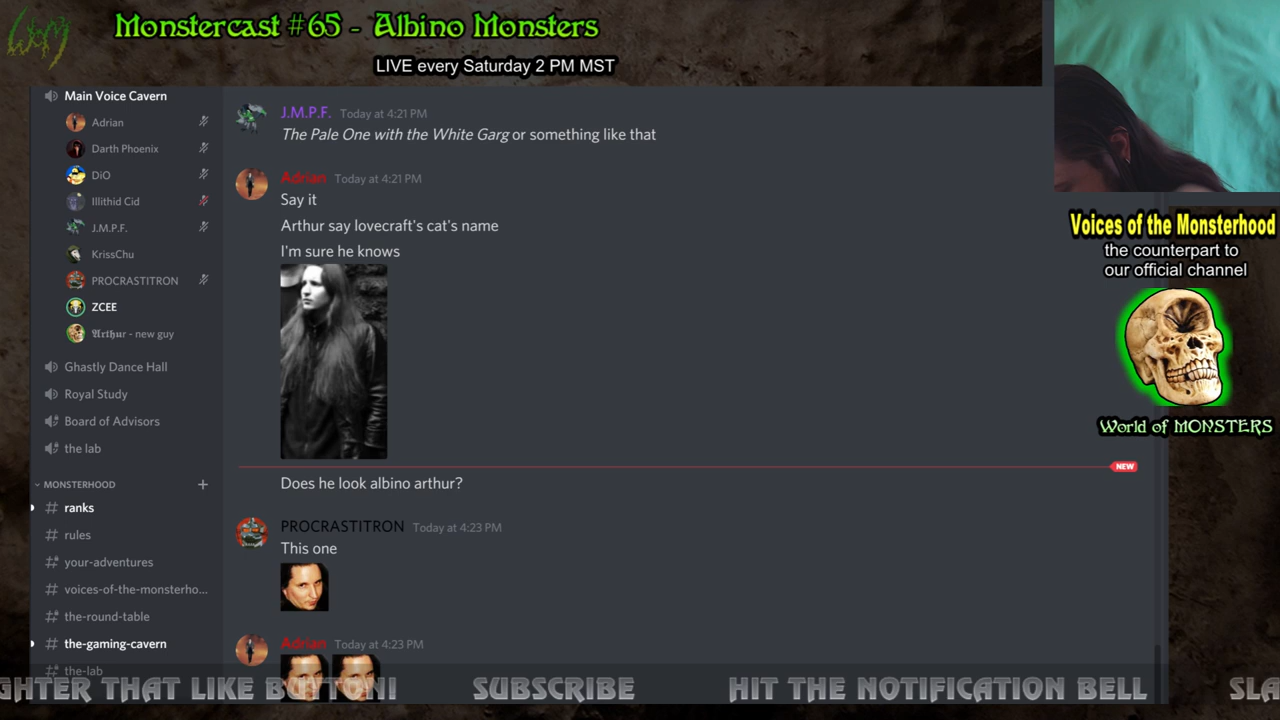 Monstercast #65 - Albino Monsters
LIVE every Saturday 2 PM MST
Main Voice Cavern
Adrian
Darth Phoenix
DiO
Illithid Cid
J.M.P.F.
KrissChu
PROCRASTITRON
ZCEE
𝕬𝖗𝖙𝖍𝖚𝖗 - new guy
Ghastly Dance Hall
Royal Study
Board of Advisors
the lab
MONSTERHOOD
ranks
rules
your-adventures
voices-of-the-monsterho...
the-round-table
the-gaming-cavern
the-lab
J.M.P.F. Today at 4:21 PM
The Pale One with the White Garg or something like that
Adrian Today at 4:21 PM
Say it
Arthur say lovecraft's cat's name
I'm sure he knows
NEW
Does he look albino arthur?
PROCRASTITRON Today at 4:23 PM
This one
Adrian Today at 4:23 PM
Voices of the Monsterhood
the counterpart to
our official channel
World of MONSTERS
GHTER THAT LIKE BUTTON! SUBSCRIBE HIT THE NOTIFICATION BELL SLA